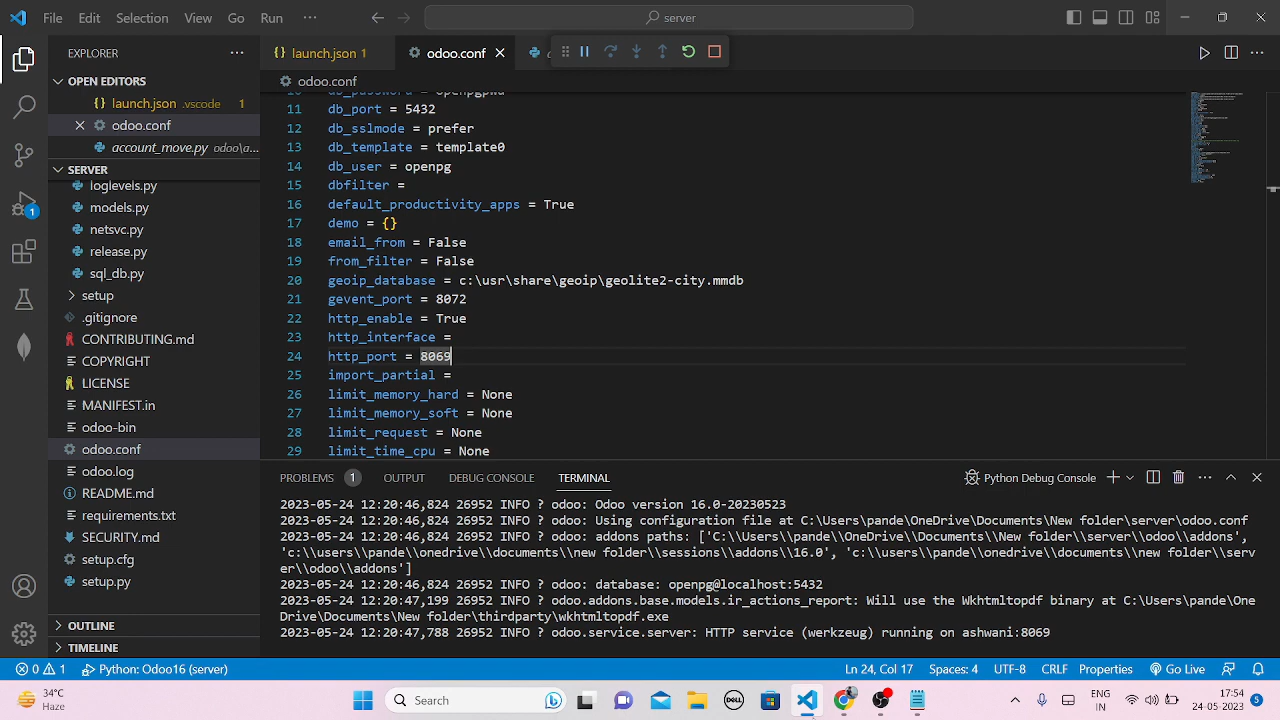 File Edit Selection View Go Run ··· server
EXPLORER
OPEN EDITORS
launch.json .vscode 1
odoo.conf
account_move.py odoo\a...
SERVER
loglevels.py
models.py
netsvc.py
release.py
sql_db.py
setup
.gitignore
CONTRIBUTING.md
COPYRIGHT
LICENSE
MANIFEST.in
odoo-bin
odoo.conf
odoo.log
README.md
requirements.txt
SECURITY.md
setup.cfg
setup.py
OUTLINE
TIMELINE
launch.json 1 odoo.conf
odoo.conf
11 db_port = 5432
12 db_sslmode = prefer
13 db_template = template0
14 db_user = openpg
15 dbfilter =
16 default_productivity_apps = True
17 demo = {}
18 email_from = False
19 from_filter = False
20 geoip_database = c:\usr\share\geoip\geolite2-city.mmdb
21 gevent_port = 8072
22 http_enable = True
23 http_interface =
24 http_port = 8069
25 import_partial =
26 limit_memory_hard = None
27 limit_memory_soft = None
28 limit_request = None
29 limit_time_cpu = None
PROBLEMS 1 OUTPUT DEBUG CONSOLE TERMINAL Python Debug Console
2023-05-24 12:20:46,824 26952 INFO ? odoo: Odoo version 16.0-20230523
2023-05-24 12:20:46,824 26952 INFO ? odoo: Using configuration file at C:\Users\pande\OneDrive\Documents\New folder\server\odoo.conf
2023-05-24 12:20:46,824 26952 INFO ? odoo: addons paths: ['C:\\Users\\pande\\OneDrive\\Documents\\New folder\\server\\odoo\\addons',
'c:\\users\\pande\\onedrive\\documents\\new folder\\sessions\\addons\\16.0', 'c:\\users\\pande\\onedrive\\documents\\new folder\\serv
er\\odoo\\addons']
2023-05-24 12:20:46,824 26952 INFO ? odoo: database: openpg@localhost:5432
2023-05-24 12:20:47,199 26952 INFO ? odoo.addons.base.models.ir_actions_report: Will use the Wkhtmltopdf binary at C:\Users\pande\One
Drive\Documents\New folder\thirdparty\wkhtmltopdf.exe
2023-05-24 12:20:47,788 26952 INFO ? odoo.service.server: HTTP service (werkzeug) running on ashwani:8069
0 1 Python: Odoo16 (server) Ln 24, Col 17 Spaces: 4 UTF-8 CRLF Properties Go Live
34°C
Haze
Search
DELL
ENG
IN
17:54
24-05-2023
5